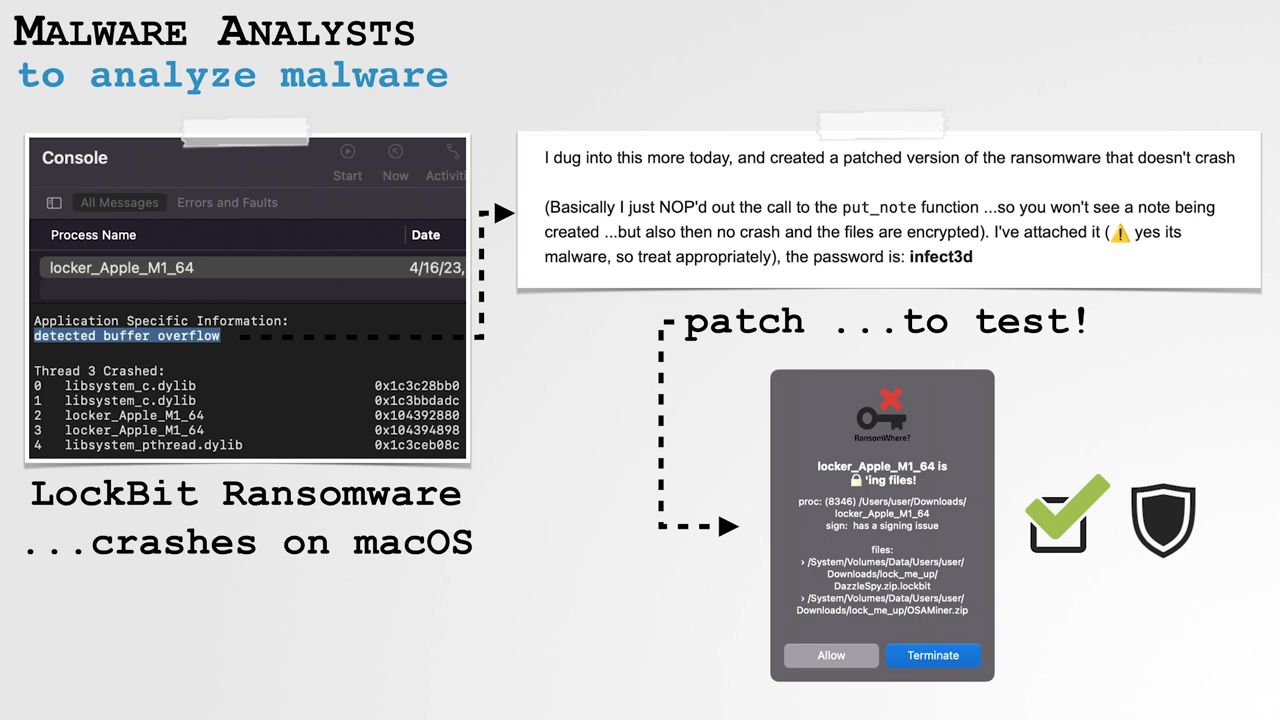 MALWARE ANALYSTS
to analyze malware
Console
Start
Now
Activiti
All Messages
Errors and Faults
Process Name
Date
locker_Apple_M1_64
4/16/23,
Application Specific Information:
detected buffer overflow
Thread 3 Crashed:
0 libsystem_c.dylib 0x1c3c28bb0
1 libsystem_c.dylib 0x1c3bbdadc
2 locker_Apple_M1_64 0x104392880
3 locker_Apple_M1_64 0x104394898
4 libsystem_pthread.dylib 0x1c3ceb08c
LockBit Ransomware
...crashes on macOS
I dug into this more today, and created a patched version of the ransomware that doesn't crash
(Basically I just NOP'd out the call to the put_note function ...so you won't see a note being
created ...but also then no crash and the files are encrypted). I've attached it (⚠️ yes its
malware, so treat appropriately), the password is: infect3d
patch ...to test!
RansomWhere?
locker_Apple_M1_64 is
🔒'ing files!
proc: (8346) /Users/user/Downloads/
locker_Apple_M1_64
sign: has a signing issue
files:
› /System/Volumes/Data/Users/user/
Downloads/lock_me_up/
DazzleSpy.zip.lockbit
› /System/Volumes/Data/Users/user/
Downloads/lock_me_up/OSAMiner.zip
Allow
Terminate